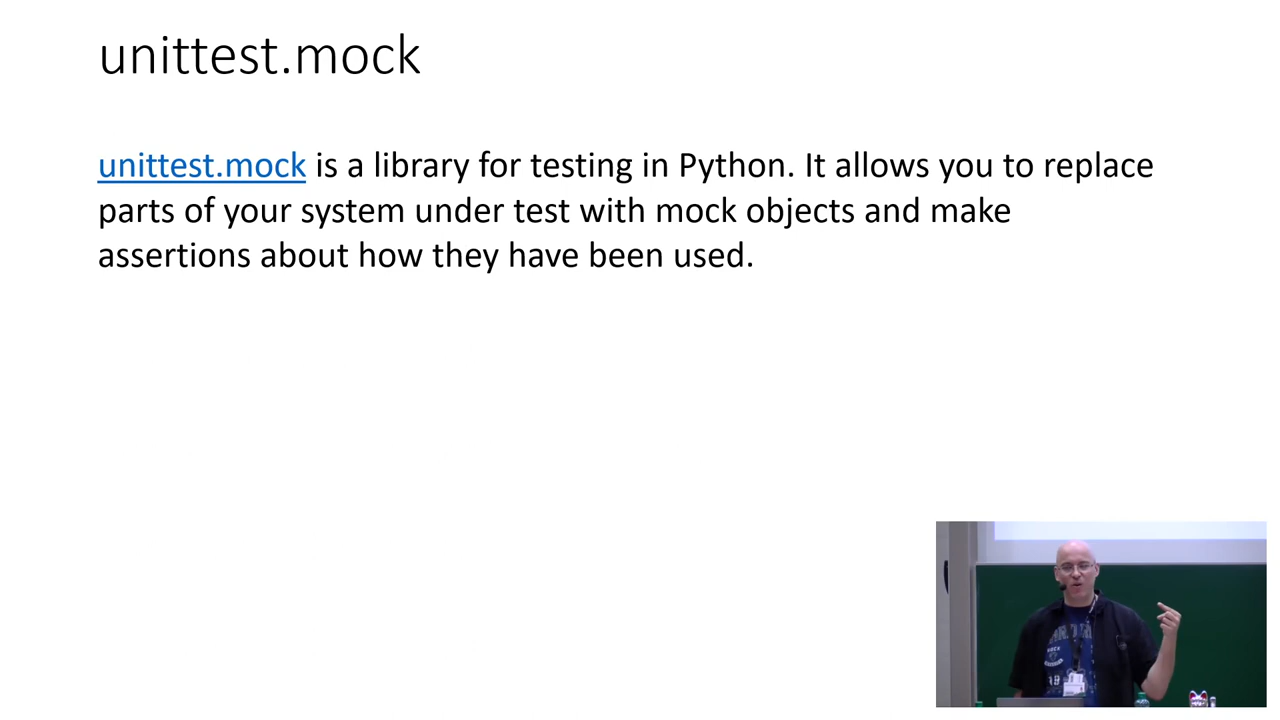 unittest.mock
unittest.mock is a library for testing in Python. It allows you to replace
parts of your system under test with mock objects and make
assertions about how they have been used.